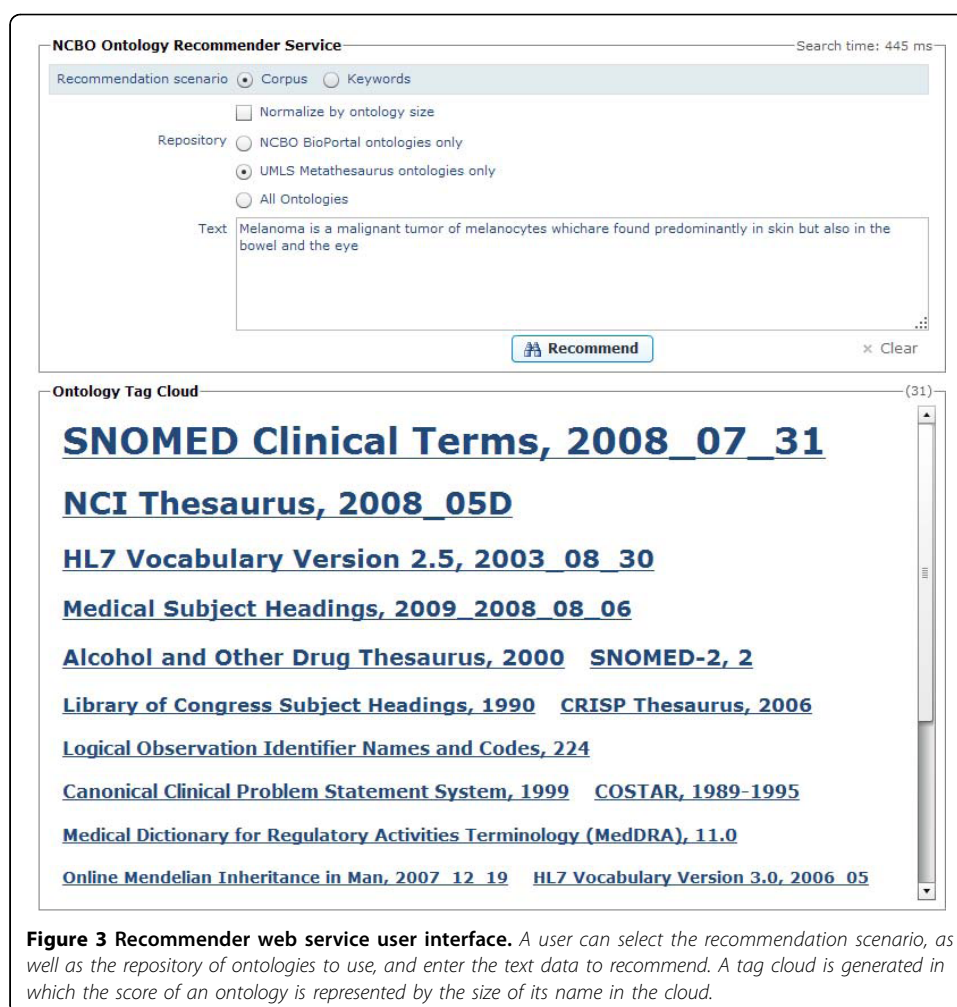 NCBO Ontology Recommender Service Search time: 445 ms
Recommendation scenario Corpus Keywords
Normalize by ontology size
Repository NCBO BioPortal ontologies only
UMLS Metathesaurus ontologies only
All Ontologies
Text Melanoma is a malignant tumor of melanocytes whichare found predominantly in skin but also in the
bowel and the eye
Recommend × Clear
Ontology Tag Cloud (31)
SNOMED Clinical Terms, 2008_07_31
NCI Thesaurus, 2008_05D
HL7 Vocabulary Version 2.5, 2003_08_30
Medical Subject Headings, 2009_2008_08_06
Alcohol and Other Drug Thesaurus, 2000 SNOMED-2, 2
Library of Congress Subject Headings, 1990 CRISP Thesaurus, 2006
Logical Observation Identifier Names and Codes, 224
Canonical Clinical Problem Statement System, 1999 COSTAR, 1989-1995
Medical Dictionary for Regulatory Activities Terminology (MedDRA), 11.0
Online Mendelian Inheritance in Man, 2007_12_19 HL7 Vocabulary Version 3.0, 2006_05
Figure 3 Recommender web service user interface. A user can select the recommendation scenario, as
well as the repository of ontologies to use, and enter the text data to recommend. A tag cloud is generated in
which the score of an ontology is represented by the size of its name in the cloud.